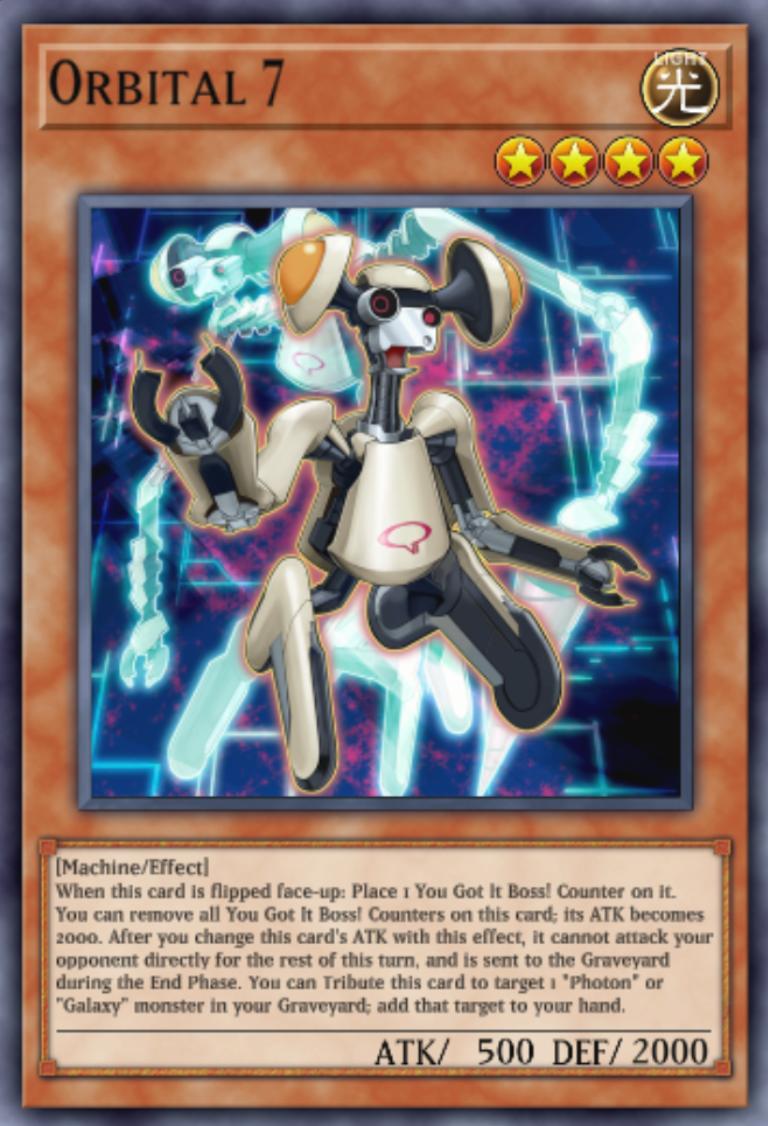 Orbital 7
LIGHT
光
[Machine/Effect]
When this card is flipped face-up: Place 1 You Got It Boss! Counter on it.
You can remove all You Got It Boss! Counters on this card; its ATK becomes
2000. After you change this card's ATK with this effect, it cannot attack your
opponent directly for the rest of this turn, and is sent to the Graveyard
during the End Phase. You can Tribute this card to target 1 "Photon" or
"Galaxy" monster in your Graveyard; add that target to your hand.
ATK/ 500 DEF/ 2000